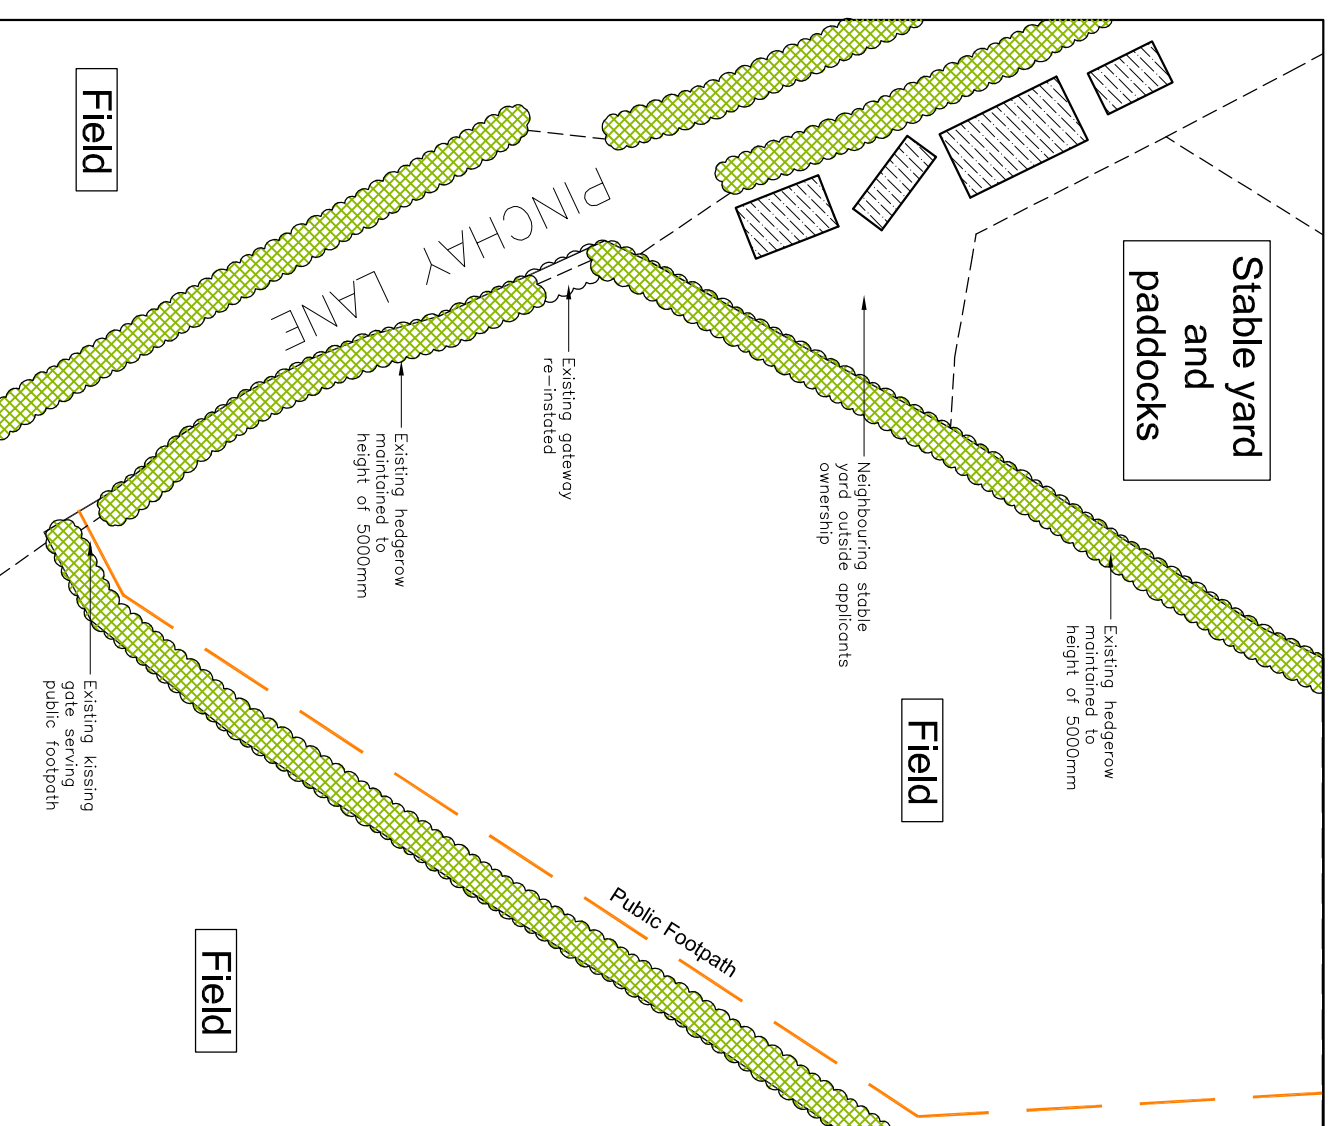 Field
PINCHAY LANE
Stable yard
and
paddocks
Existing gateway
re-instated
Existing hedgerow
maintained to
height of 5000mm
Neighbouring stable
yard outside applicants
ownership
Existing hedgerow
maintained to
height of 5000mm
Field
Existing kissing
gate serving
public footpath
Public Footpath
Field